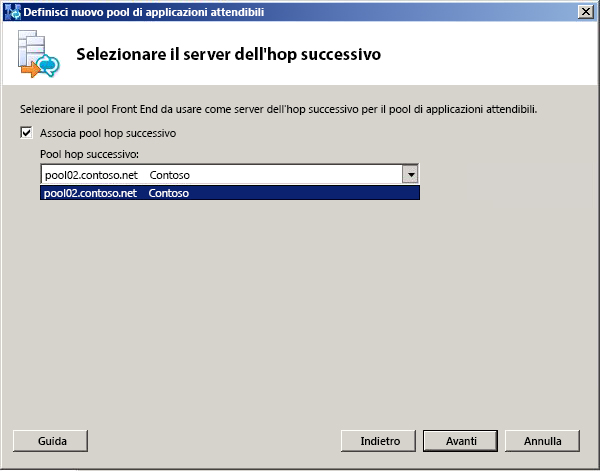 Definisci nuovo pool di applicazioni attendibili
Selezionare il server dell'hop successivo
Selezionare il pool Front End da usare come server dell'hop successivo per il pool di applicazioni attendibili.
Associa pool hop successivo
Pool hop successivo:
pool02.contoso.net Contoso
pool02.contoso.net Contoso
Guida Indietro Avanti Annulla